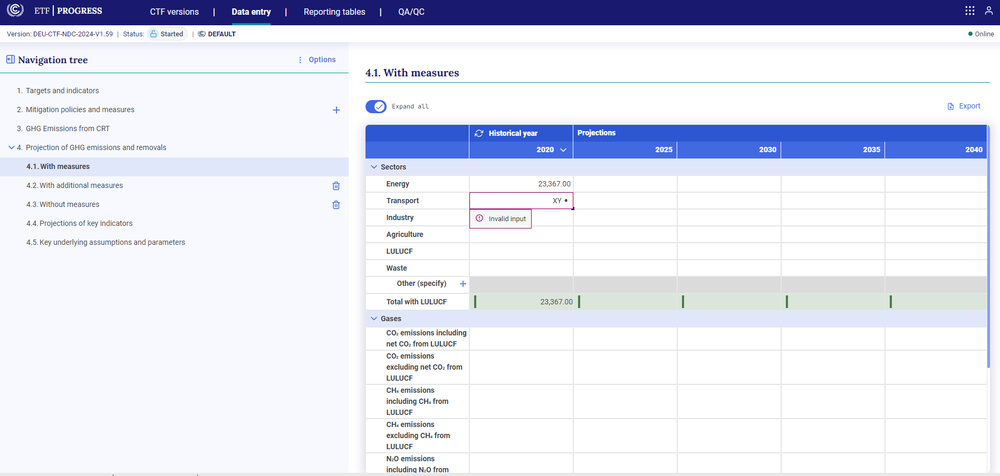 ETF | PROGRESS CTF versions | Data entry | Reporting tables | QA/QC
Version: DEU-CTF-NDC-2024-V1.59 | Status: Started | DEFAULT Online
Navigation tree Options
1. Targets and indicators
2. Mitigation policies and measures
3. GHG Emissions from CRT
4. Projection of GHG emissions and removals
4.1. With measures
4.2. With additional measures
4.3. Without measures
4.4. Projections of key indicators
4.5. Key underlying assumptions and parameters
4.1. With measures
Expand all Export
Historical year Projections
2020 2025 2030 2035 2040
Sectors
Energy 23,367.00
Transport XY
Industry Invalid input
Agriculture
LULUCF
Waste
Other (specify)
Total with LULUCF 23,367.00
Gases
CO₂ emissions including
net CO₂ from LULUCF
CO₂ emissions
excluding net CO₂ from
LULUCF
CH₄ emissions
including CH₄ from
LULUCF
CH₄ emissions
excluding CH₄ from
LULUCF
N₂O emissions
including N₂O from